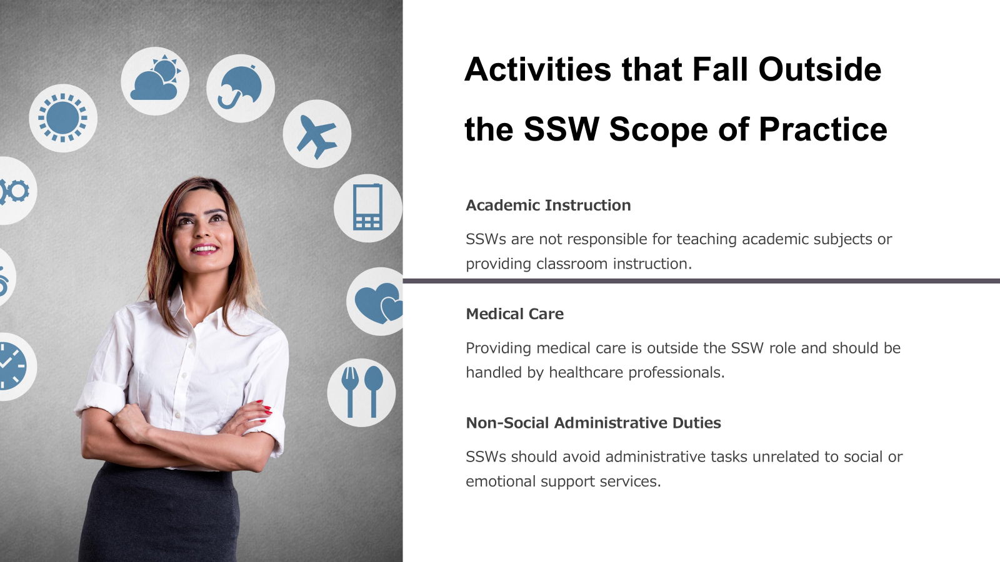 Activities that Fall Outside
the SSW Scope of Practice
Academic Instruction
SSWs are not responsible for teaching academic subjects or
providing classroom instruction.
Medical Care
Providing medical care is outside the SSW role and should be
handled by healthcare professionals.
Non-Social Administrative Duties
SSWs should avoid administrative tasks unrelated to social or
emotional support services.